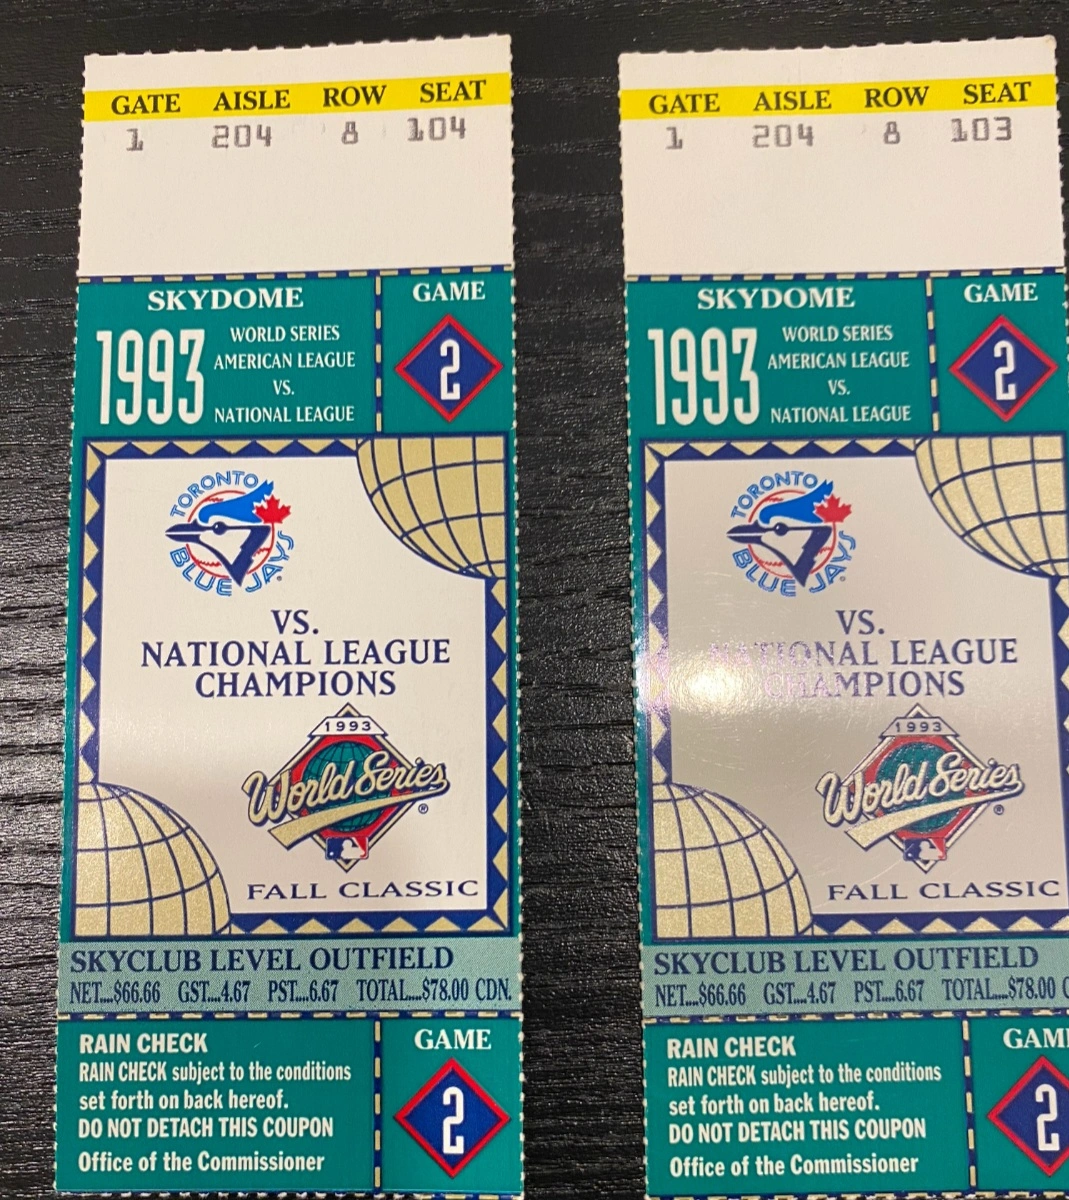 GATE AISLE ROW SEAT
1 204 8 104
SKYDOME
1993
WORLD SERIES
AMERICAN LEAGUE
VS.
NATIONAL LEAGUE
GAME
2
TORONTO
BLUE JAYS
VS.
NATIONAL LEAGUE
CHAMPIONS
1993
World Series
FALL CLASSIC
SKYCLUB LEVEL OUTFIELD
NET....$66.66 GST....4.67 PST....6.67 TOTAL....$78.00 CDN.
RAIN CHECK
RAIN CHECK subject to the conditions
set forth on back hereof.
DO NOT DETACH THIS COUPON
Office of the Commissioner
GAME
2
GATE AISLE ROW SEAT
1 204 8 103
SKYDOME
1993
WORLD SERIES
AMERICAN LEAGUE
VS.
NATIONAL LEAGUE
GAME
2
TORONTO
BLUE JAYS
VS.
NATIONAL LEAGUE
CHAMPIONS
1993
World Series
FALL CLASSIC
SKYCLUB LEVEL OUTFIELD
NET....$66.66 GST....4.67 PST....6.67 TOTAL....$78.00 C
RAIN CHECK
RAIN CHECK subject to the conditions
set forth on back hereof.
DO NOT DETACH THIS COUPON
Office of the Commissioner
GAM
2